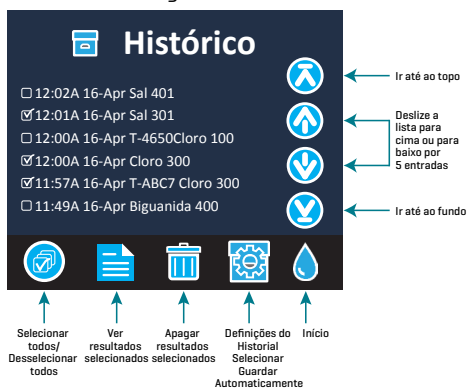 Histórico
12:02A 16-Apr Sal 401
12:01A 16-Apr Sal 301
12:00A 16-Apr T-4650Cloro 100
12:00A 16-Apr Cloro 300
11:57A 16-Apr T-ABC7 Cloro 300
11:49A 16-Apr Biguanida 400
Ir até ao topo
Deslize a
lista para
cima ou para
baixo por
5 entradas
Ir até ao fundo
Selecionar
todos/
Desselecionar
todos
Ver
resultados
selecionados
Apagar
resultados
selecionados
Definições do
Historial
Selecionar
Guardar
Automaticamente
Início